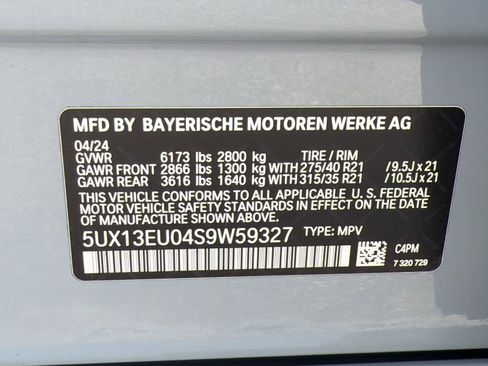 MFD BY BAYERISCHE MOTOREN WERKE AG
04/24
GVWR 6173 lbs 2800 kg TIRE / RIM
GAWR FRONT 2866 lbs 1300 kg WITH 275/40 R21 / 9.5J x 21
GAWR REAR 3616 lbs 1640 kg WITH 315/35 R21 / 10.5J x 21
THIS VEHICLE CONFORMS TO ALL APPLICABLE U.S. FEDERAL
MOTOR VEHICLE SAFETY STANDARDS IN EFFECT ON THE
DATE OF MANUFACTURE SHOWN ABOVE.
5UX13EU04S9W59327 TYPE: MPV
C4PM
7 320 729